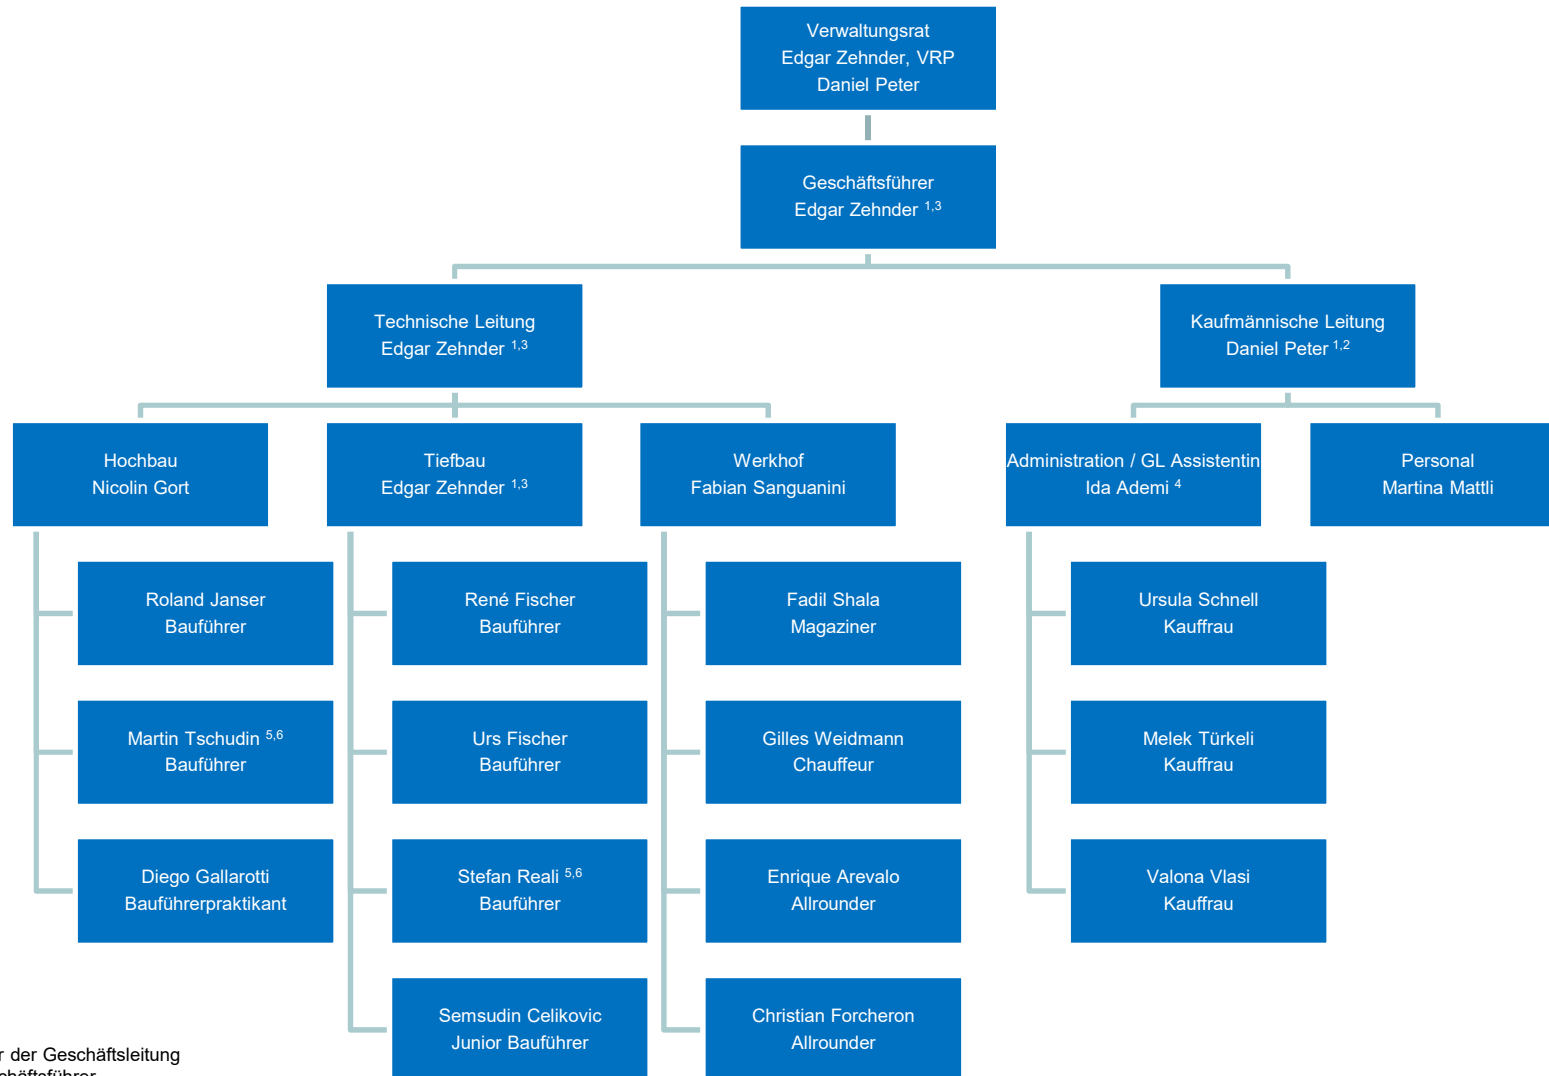 Verwaltungsrat
Edgar Zehnder, VRP
Daniel Peter
Geschäftsführer
Edgar Zehnder 1,3
Technische Leitung
Edgar Zehnder 1,3
Kaufmännische Leitung
Daniel Peter 1,2
Hochbau
Nicolin Gort
Tiefbau
Edgar Zehnder 1,3
Werkhof
Fabian Sanguanini
Administration / GL Assistentin
Ida Ademi 4
Personal
Martina Mattli
Roland Janser
Bauführer
René Fischer
Bauführer
Fadil Shala
Magaziner
Ursula Schnell
Kauffrau
Martin Tschudin 5,6
Bauführer
Urs Fischer
Bauführer
Gilles Weidmann
Chauffeur
Melek Türkeli
Kauffrau
Diego Gallarotti
Bauführerpraktikant
Stefan Reali 5,6
Bauführer
Enrique Arevalo
Allrounder
Valona Vlasi
Kauffrau
Semsudin Celikovic
Junior Bauführer
Christian Forcheron
Allrounder
der Geschäftsleitung